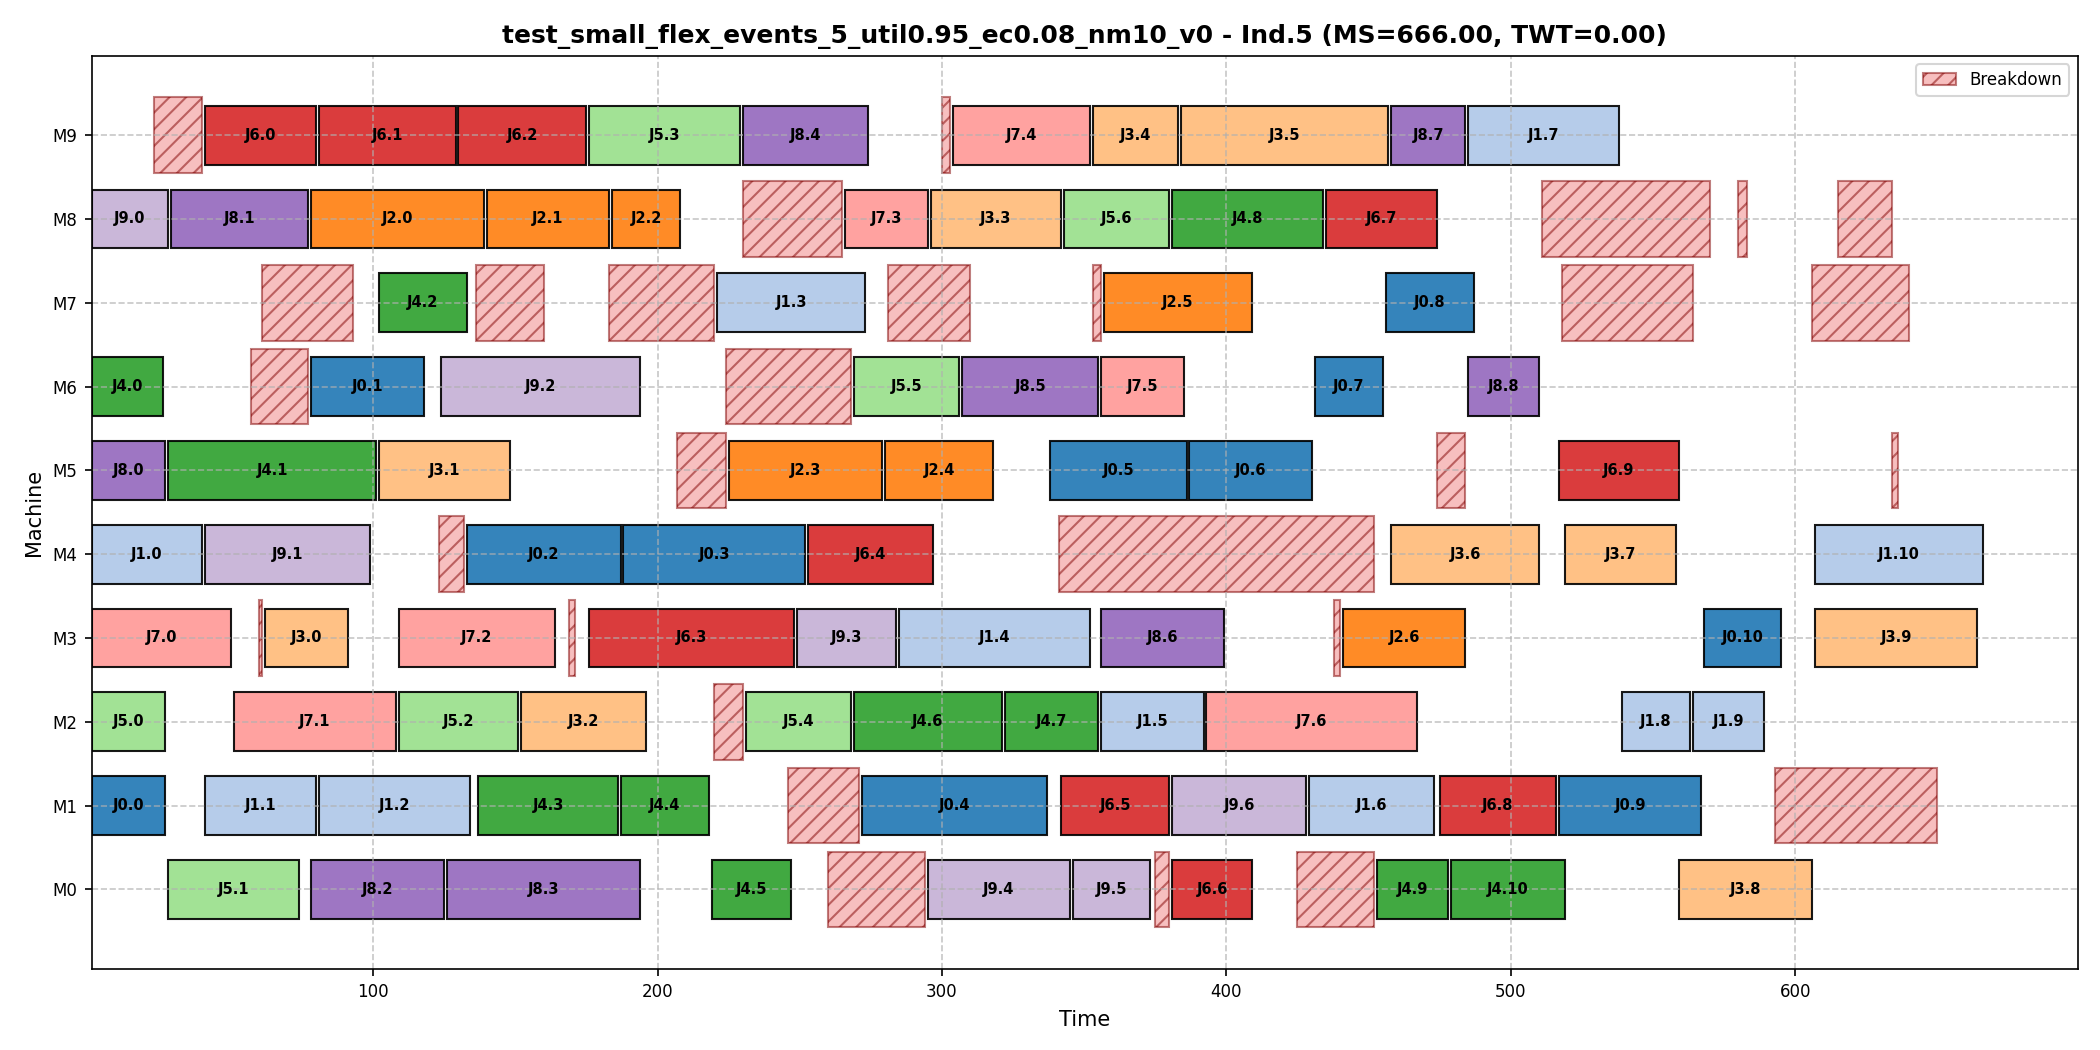 test_small_flex_events_5_util0.95_ec0.08_nm10_v0 - Ind.5 (MS=666.00, TWT=0.00)
Breakdown
M9 J6.0 J6.1 J6.2 J5.3 J8.4 J7.4 J3.4 J3.5 J8.7 J1.7
M8 J9.0 J8.1 J2.0 J2.1 J2.2 J7.3 J3.3 J5.6 J4.8 J6.7
M7 J4.2 J1.3 J2.5 J0.8
M6 J4.0 J0.1 J9.2 J5.5 J8.5 J7.5 J0.7 J8.8
M5 J8.0 J4.1 J3.1 J2.3 J2.4 J0.5 J0.6 J6.9
M4 J1.0 J9.1 J0.2 J0.3 J6.4 J3.6 J3.7 J1.10
M3 J7.0 J3.0 J7.2 J6.3 J9.3 J1.4 J8.6 J2.6 J0.10 J3.9
M2 J5.0 J7.1 J5.2 J3.2 J5.4 J4.6 J4.7 J1.5 J7.6 J1.8 J1.9
M1 J0.0 J1.1 J1.2 J4.3 J4.4 J0.4 J6.5 J9.6 J1.6 J6.8 J0.9
M0 J5.1 J8.2 J8.3 J4.5 J9.4 J9.5 J6.6 J4.9 J4.10 J3.8
Machine
100 200 300 400 500 600
Time